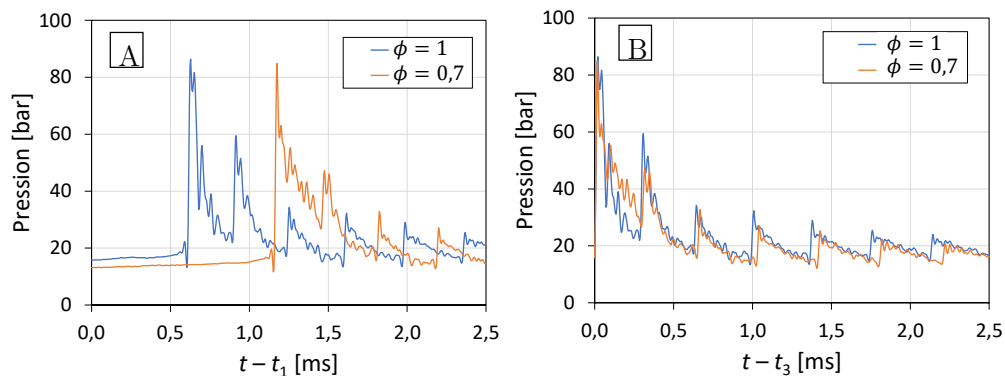 A
ϕ = 1
ϕ = 0,7
Pression [bar]
100
80
60
40
20
0
0,0 0,5 1,0 1,5 2,0 2,5
t − t₁ [ms]
B
ϕ = 1
ϕ = 0,7
Pression [bar]
100
80
60
40
20
0
0,0 0,5 1,0 1,5 2,0 2,5
t − t₃ [ms]